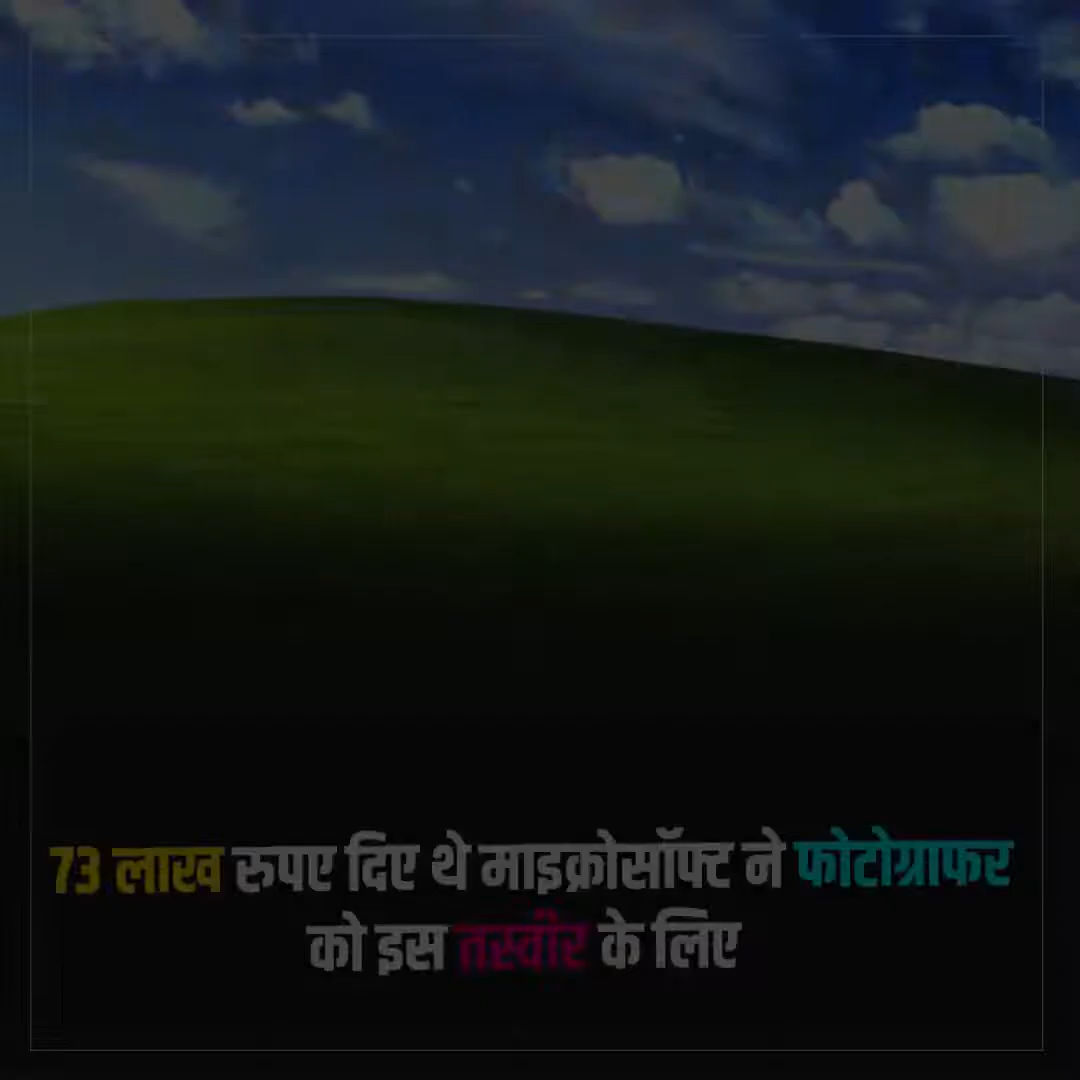 73 लाख रुपए दिए थे माइक्रोसॉफ्ट ने फोटोग्राफर
को इस तस्वीर के लिए